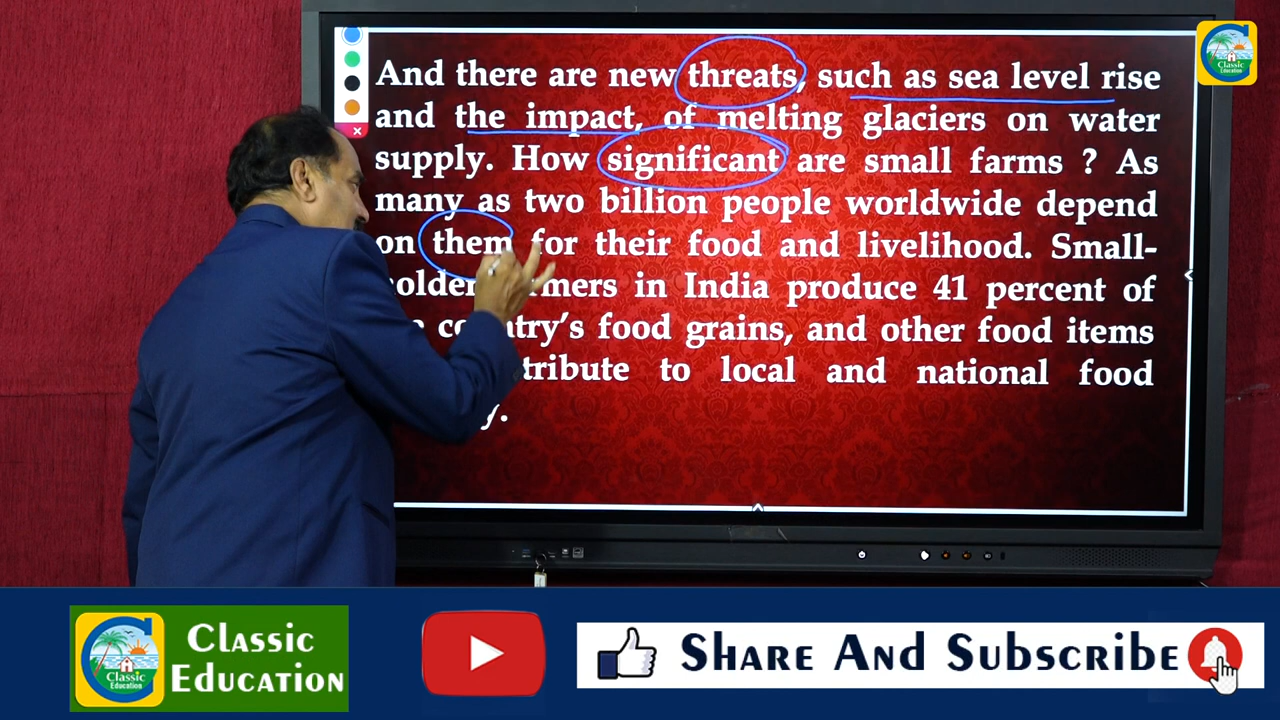 And there are new threats, such as sea level rise
and the impact, of melting glaciers on water
supply. How significant are small farms ? As
many as two billion people worldwide depend
on them for their food and livelihood. Small-
in India produce 41 percent of
food grains, and other food items
to local and national food
Classic
Education
Classic
Education
Classic
Education
Share And Subscribe